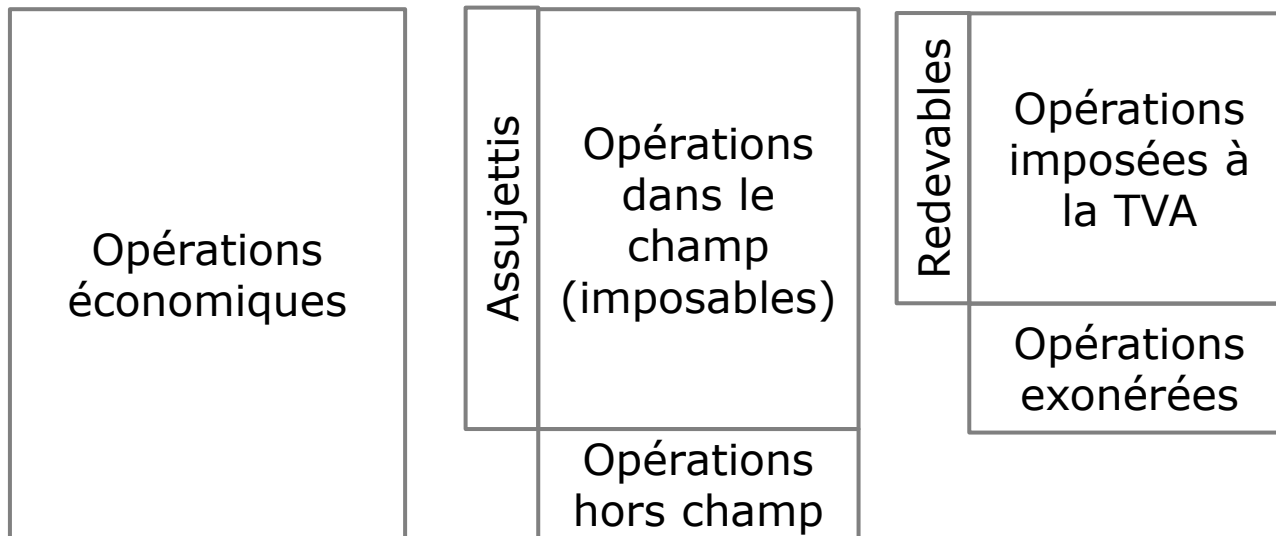 Opérations
économiques
Assujettis
Opérations
dans le
champ
(imposables)
Opérations
hors champ
Redevables
Opérations
imposées à
la TVA
Opérations
exonérées